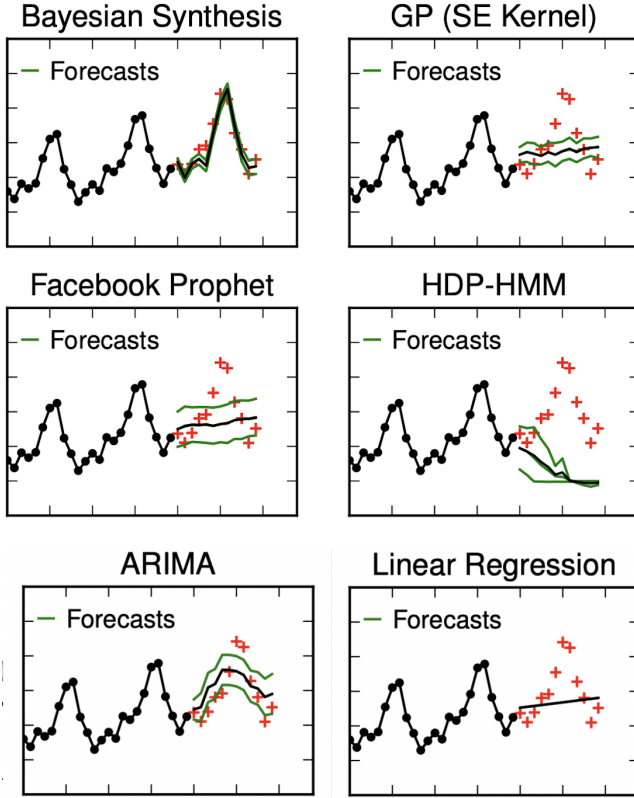 Bayesian Synthesis
GP (SE Kernel)
Forecasts
Forecasts
Facebook Prophet
HDP-HMM
Forecasts
Forecasts
ARIMA
Linear Regression
Forecasts
Forecasts